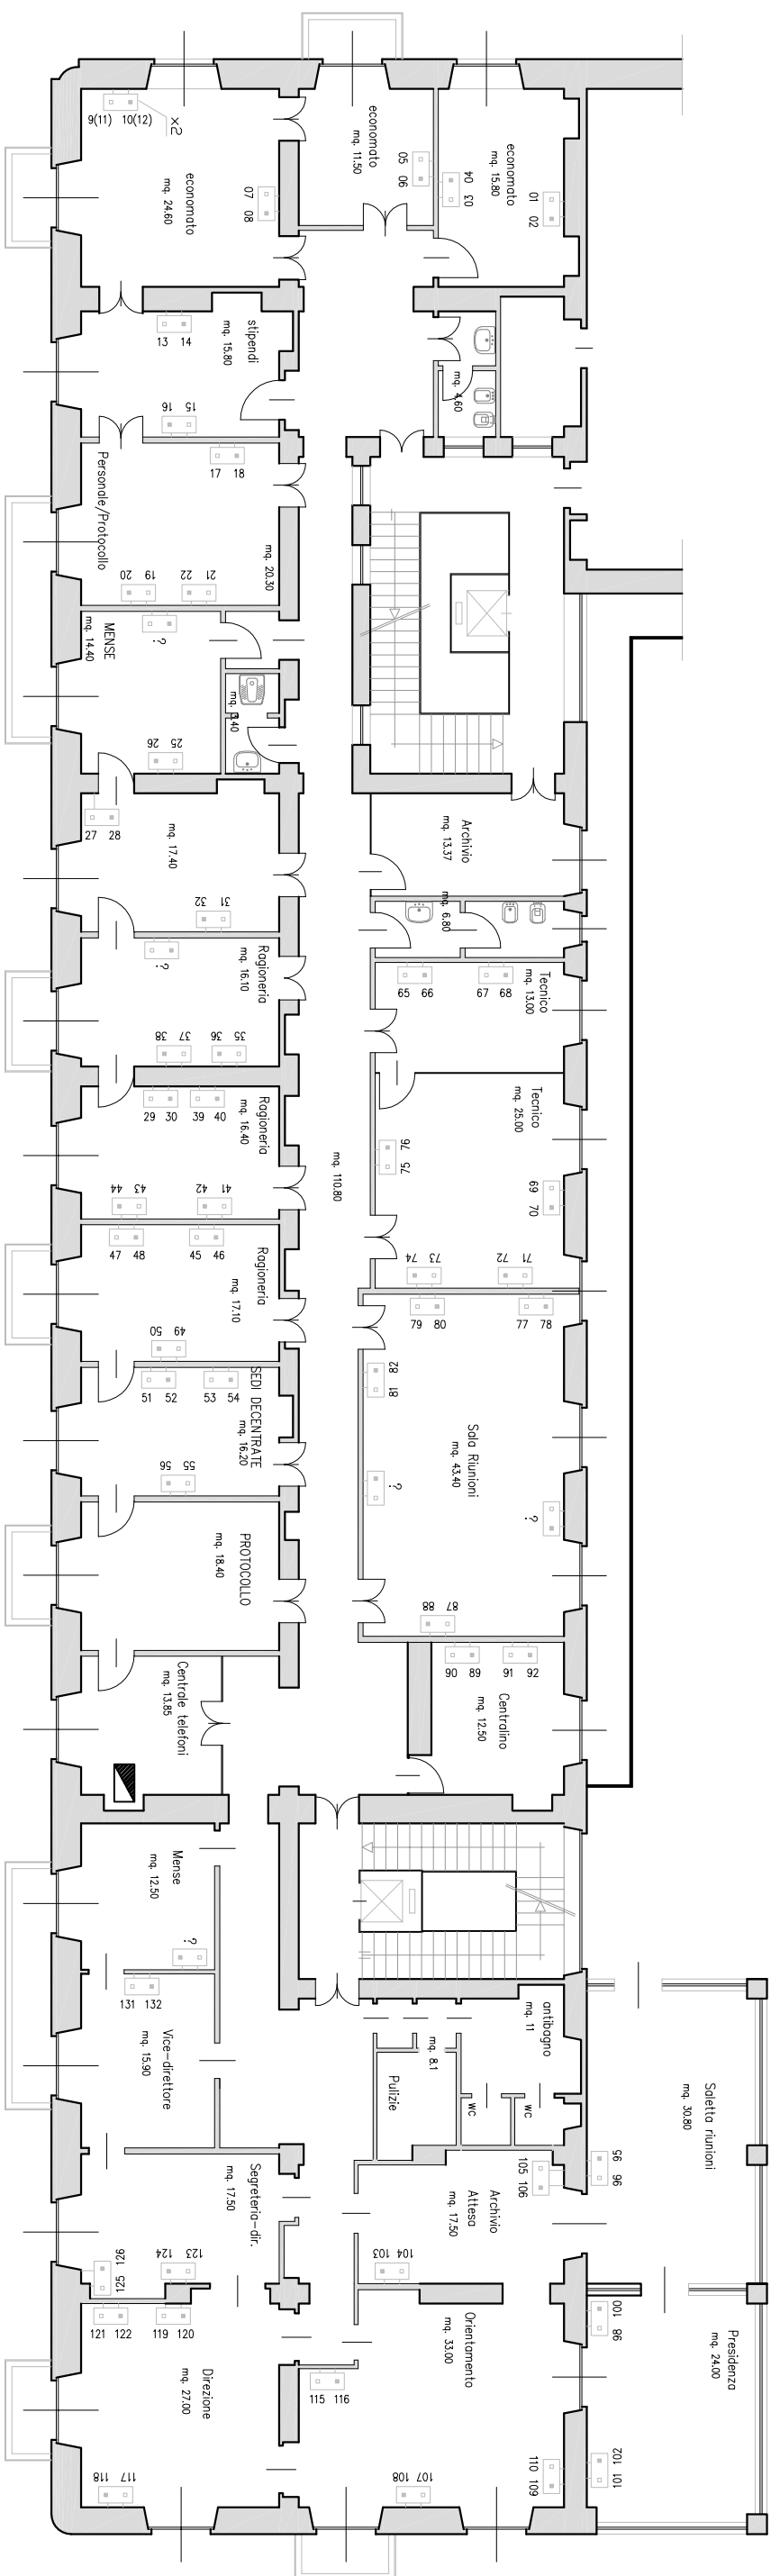 9(11) 10(12)
x2
economato
mq. 24.60
07 08
economato
mq. 11.50
05 06
04 03
economato
mq. 15.80
01 02
13 14
stipendi
mq. 15.80
16 15
mq. 4.60
17 18
Personale/Protocollo
mq. 20.30
20 19
22 21
MENSE
mq. 14.40
?
mq. 3.40
26 25
27 28
mq. 17.40
32 31
Archivio
mq. 13.37
mq. 6.80
?
Ragioneria
mq. 16.10
38 37
36 35
65 66
67 68
Tecnico
mq. 13.00
29 30
39 40
Ragioneria
mq. 16.40
44 43
42 41
mq. 110.80
76 75
Tecnico
mq. 25.00
69 70
74 73
72 71
47 48
45 46
Ragioneria
mq. 17.10
50 49
79 80
77 78
82 81
51 52
53 54
SEDI DECENTRATE
mq. 16.20
56 55
Sala Riunioni
mq. 43.40
?
?
88 87
PROTOCOLLO
mq. 18.40
Centrale telefoni
mq. 13.85
90 89
91 92
Centralino
mq. 12.50
Mense
mq. 12.50
?
131 132
Vice-direttore
mq. 15.90
antibagno
mq. 11
mq. 8.1
Pulizie
wc
wc
Saletta riunioni
mq. 30.80
95 96
105 106
Segreteria-dir.
mq. 17.50
Archivio
Attesa
mq. 17.50
126 125
124 123
103 104
121 122
119 120
Direzione
mq. 27.00
118 117
115 116
Orientamento
mq. 33.00
108 107
110 109
100 98
Presidenza
mq. 24.00
102 101